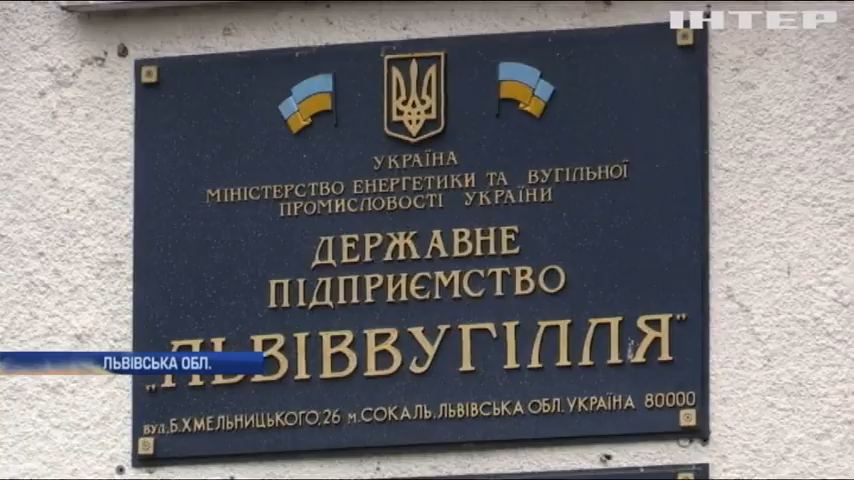 ІНТЕР
УКРАЇНА
МІНІСТЕРСТВО ЕНЕРГЕТИКИ ТА ВУГІЛЬНОЇ
ПРОМИСЛОВОСТІ УКРАЇНИ
ДЕРЖАВНЕ
ПІДПРИЄМСТВО
„ЛЬВІВВУГІЛЛЯ"
ЛЬВІВСЬКА ОБЛ.
ВУЛ.Б.ХМЕЛЬНИЦЬКОГО,26 М.СОКАЛЬ,ЛЬВІВСЬКА ОБЛ.УКРАЇНА 80000